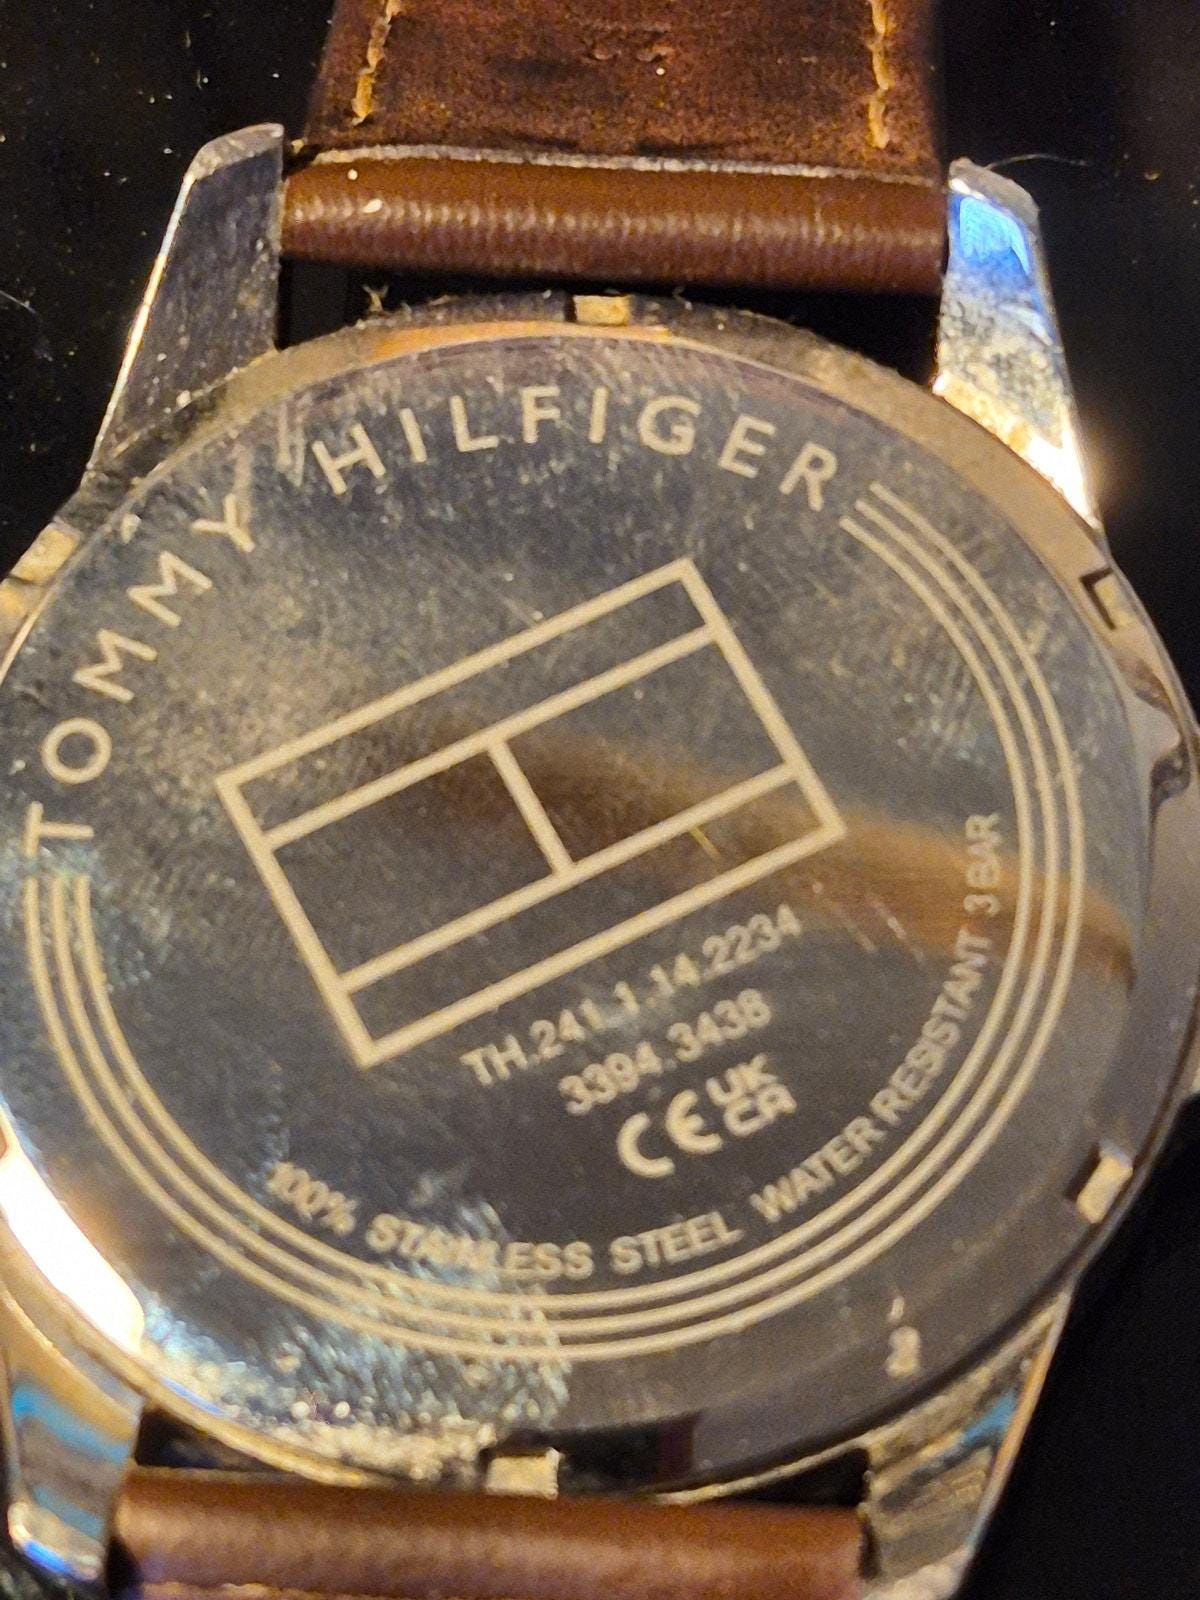 TOMMY HILFIGER
TH.241.1.14.2234
3394.3438
CE UK
CA
100% STAINLESS STEEL WATER RESISTANT 3 BAR